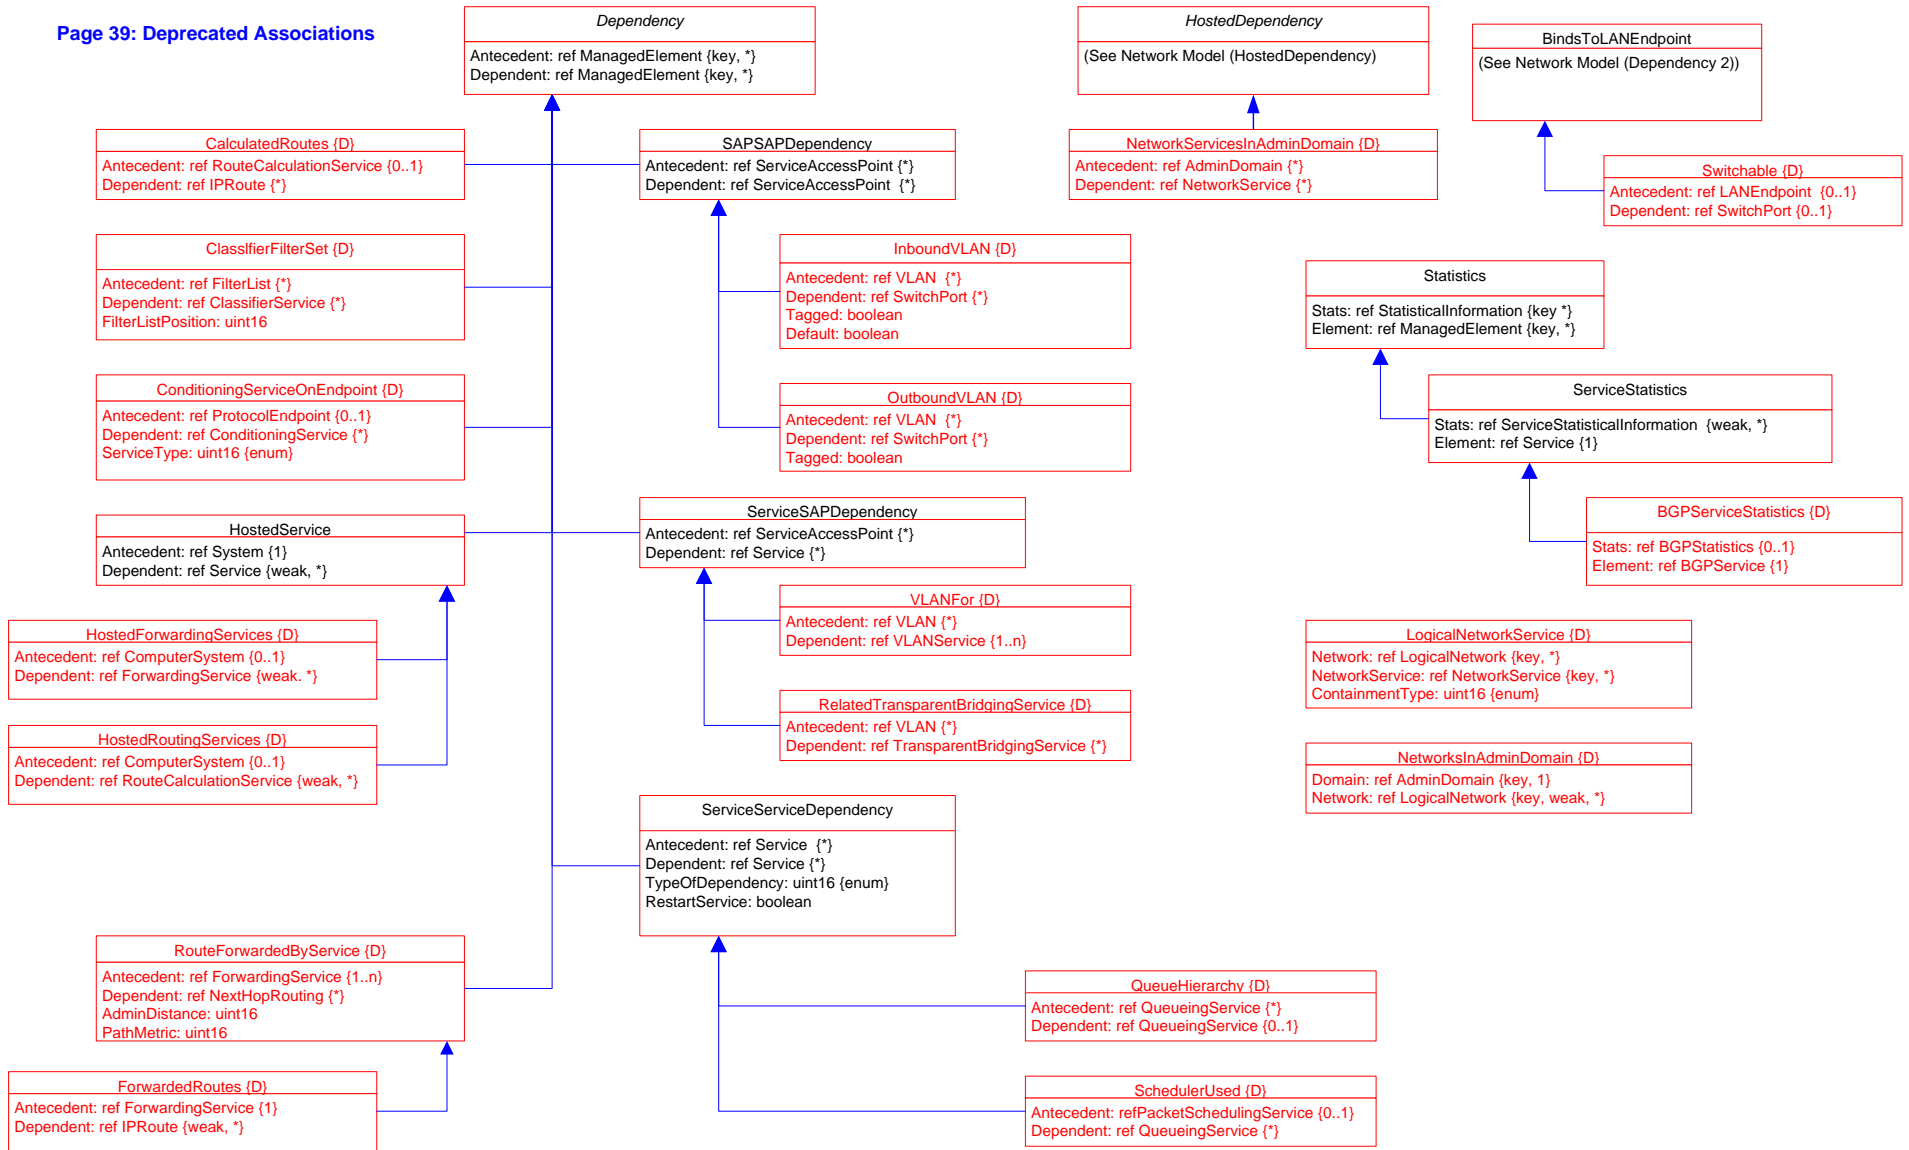 Page 39: Deprecated Associations
Dependency
Antecedent: ref ManagedElement {key, *}
Dependent: ref ManagedElement {key, *}
HostedDependency
(See Network Model (HostedDependency)
BindsToLANEndpoint
(See Network Model (Dependency 2))
CalculatedRoutes {D}
Antecedent: ref RouteCalculationService {0..1}
Dependent: ref IPRoute {*}
SAPSAPDependency
Antecedent: ref ServiceAccessPoint {*}
Dependent: ref ServiceAccessPoint  {*}
NetworkServicesInAdminDomain {D}
Antecedent: ref AdminDomain {*}
Dependent: ref NetworkService {*}
Switchable {D}
Antecedent: ref LANEndpoint  {0..1}
Dependent: ref SwitchPort {0..1}
ClassIfierFilterSet {D}
Antecedent: ref FilterList {*}
Dependent: ref ClassifierService {*}
FilterListPosition: uint16
InboundVLAN {D}
Antecedent: ref VLAN  {*}
Dependent: ref SwitchPort {*}
Tagged: boolean
Default: boolean
Statistics
Stats: ref StatisticalInformation {key *}
Element: ref ManagedElement {key, *}
ConditioningServiceOnEndpoint {D}
Antecedent: ref ProtocolEndpoint {0..1}
Dependent: ref ConditioningService {*}
ServiceType: uint16 {enum}
OutboundVLAN {D}
Antecedent: ref VLAN  {*}
Dependent: ref SwitchPort {*}
Tagged: boolean
ServiceStatistics
Stats: ref ServiceStatisticalInformation  {weak, *}
Element: ref Service {1}
HostedService
Antecedent: ref System {1}
Dependent: ref Service {weak, *}
ServiceSAPDependency
Antecedent: ref ServiceAccessPoint {*}
Dependent: ref Service {*}
BGPServiceStatistics {D}
Stats: ref BGPStatistics {0..1}
Element: ref BGPService {1}
HostedForwardingServices {D}
Antecedent: ref ComputerSystem {0..1}
Dependent: ref ForwardingService {weak. *}
VLANFor {D}
Antecedent: ref VLAN {*}
Dependent: ref VLANService {1..n}
LogicalNetworkService {D}
Network: ref LogicalNetwork {key, *}
NetworkService: ref NetworkService {key, *}
ContainmentType: uint16 {enum}
HostedRoutingServices {D}
Antecedent: ref ComputerSystem {0..1}
Dependent: ref RouteCalculationService {weak, *}
RelatedTransparentBridgingService {D}
Antecedent: ref VLAN {*}
Dependent: ref TransparentBridgingService {*}
NetworksInAdminDomain {D}
Domain: ref AdminDomain {key, 1}
Network: ref LogicalNetwork {key, weak, *}
ServiceServiceDependency
Antecedent: ref Service  {*}
Dependent: ref Service {*}
TypeOfDependency: uint16 {enum}
RestartService: boolean
RouteForwardedByService {D}
Antecedent: ref ForwardingService {1..n}
Dependent: ref NextHopRouting {*}
AdminDistance: uint16
PathMetric: uint16
QueueHierarchy {D}
Antecedent: ref QueueingService {*}
Dependent: ref QueueingService {0..1}
ForwardedRoutes {D}
Antecedent: ref ForwardingService {1}
Dependent: ref IPRoute {weak, *}
SchedulerUsed {D}
Antecedent: refPacketSchedulingService {0..1}
Dependent: ref QueueingService {*}